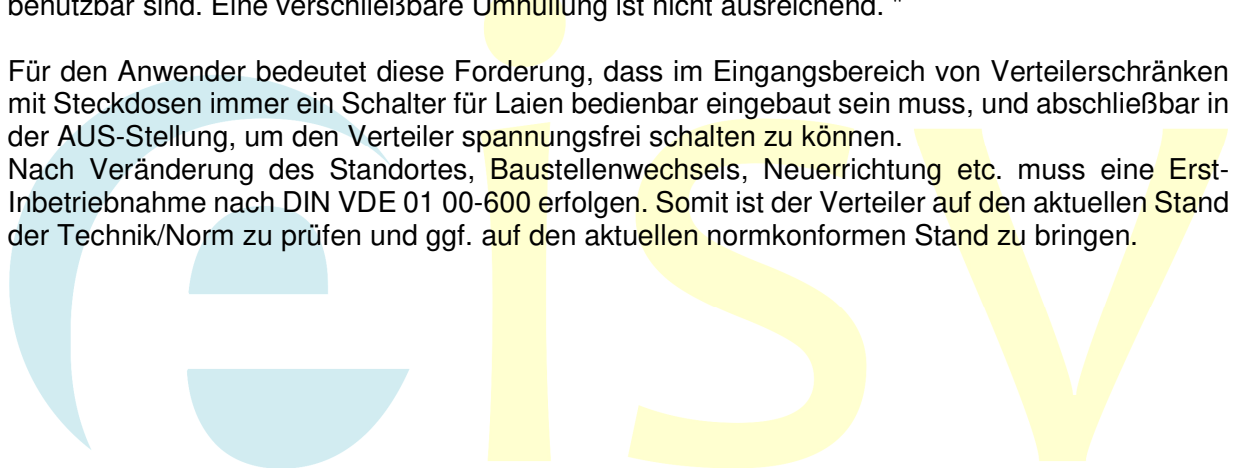 benutzbar sind. Eine verschließbare Umhüllung ist nicht ausreichend. "
Für den Anwender bedeutet diese Forderung, dass im Eingangsbereich von Verteilerschränken
mit Steckdosen immer ein Schalter für Laien bedienbar eingebaut sein muss, und abschließbar in
der AUS-Stellung, um den Verteiler spannungsfrei schalten zu können.
Nach Veränderung des Standortes, Baustellenwechsels, Neuerrichtung etc. muss eine Erst-
Inbetriebnahme nach DIN VDE 01 00-600 erfolgen. Somit ist der Verteiler auf den aktuellen Stand
der Technik/Norm zu prüfen und ggf. auf den aktuellen normkonformen Stand zu bringen.
eisv